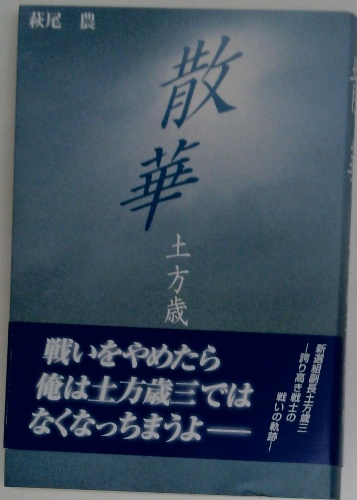 萩尾 農
散華
土方歳
戦いをやめたら
俺は土方歳三では
なくなっちまうよ──
新選組副長土方歳三
─誇り高き戦士の
戦いの軌跡─